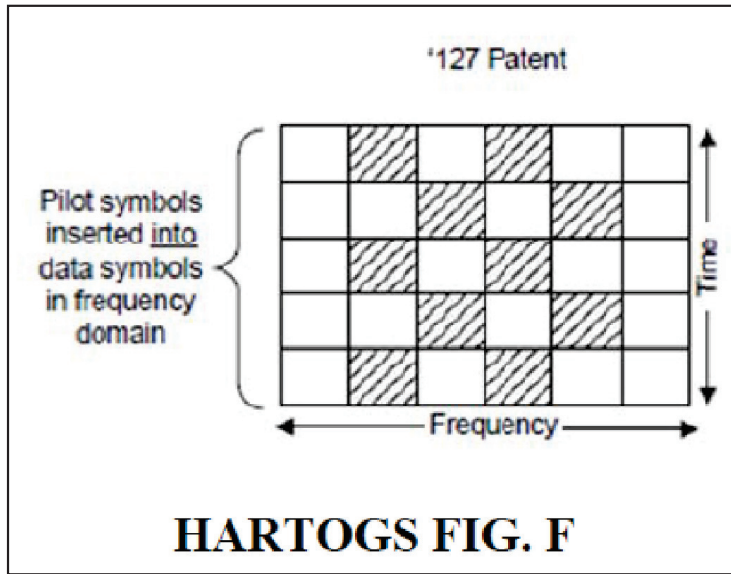 ‘127 Patent
Pilot symbols
inserted into
data symbols
in frequency
domain
Time
Frequency
HARTOGS FIG. F